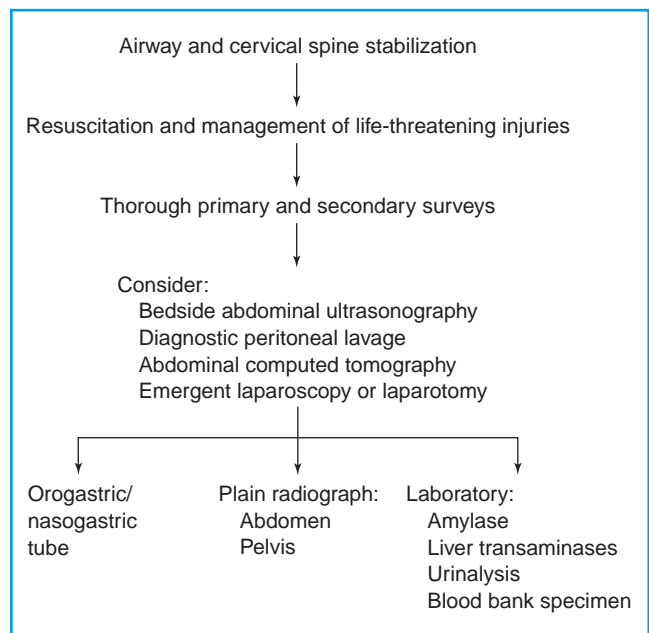 Airway and cervical spine stabilization
Resuscitation and management of life-threatening injuries
Thorough primary and secondary surveys
Consider:
Bedside abdominal ultrasonography
Diagnostic peritoneal lavage
Abdominal computed tomography
Emergent laparoscopy or laparotomy
Orogastric/
nasogastric
tube
Plain radiograph:
Abdomen
Pelvis
Laboratory:
Amylase
Liver transaminases
Urinalysis
Blood bank specimen